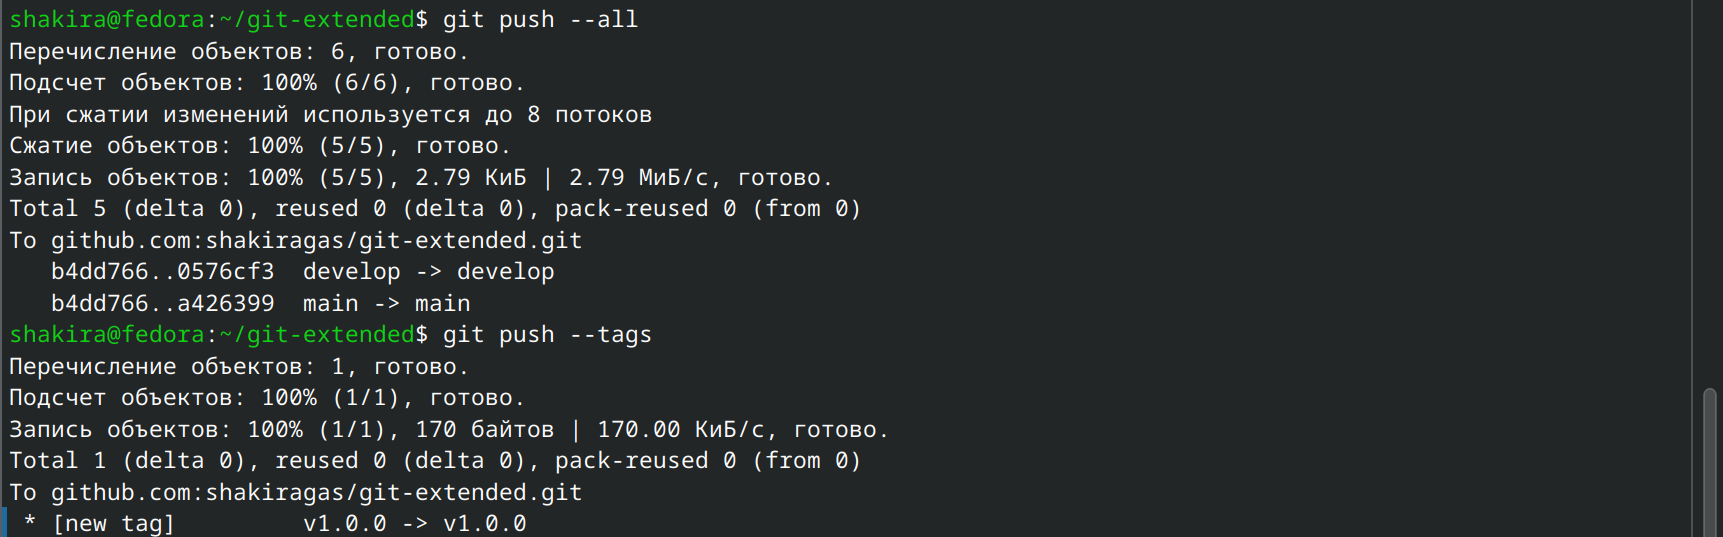 shakira@fedora:~/git-extended$ git push --all
Перечисление объектов: 6, готово.
Подсчет объектов: 100% (6/6), готово.
При сжатии изменений используется до 8 потоков
Сжатие объектов: 100% (5/5), готово.
Запись объектов: 100% (5/5), 2.79 КиБ | 2.79 МиБ/с, готово.
Total 5 (delta 0), reused 0 (delta 0), pack-reused 0 (from 0)
To github.com:shakiragas/git-extended.git
   b4dd766..0576cf3  develop -> develop
   b4dd766..a426399  main -> main
shakira@fedora:~/git-extended$ git push --tags
Перечисление объектов: 1, готово.
Подсчет объектов: 100% (1/1), готово.
Запись объектов: 100% (1/1), 170 байтов | 170.00 КиБ/с, готово.
Total 1 (delta 0), reused 0 (delta 0), pack-reused 0 (from 0)
To github.com:shakiragas/git-extended.git
 * [new tag]         v1.0.0 -> v1.0.0